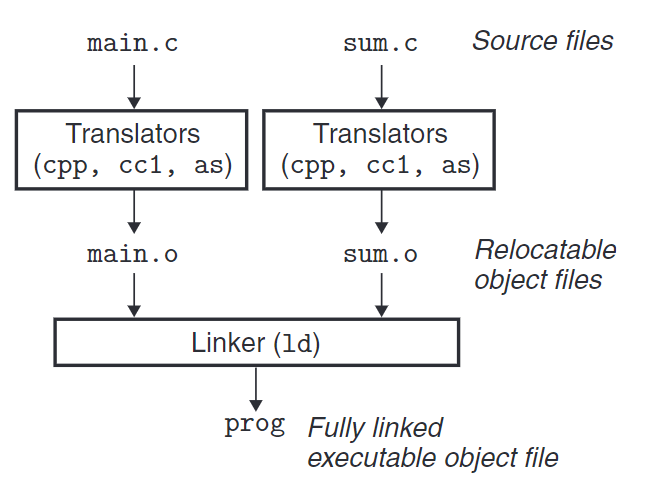 main.c
sum.c
Source files
Translators
(cpp, cc1, as)
Translators
(cpp, cc1, as)
main.o
sum.o
Relocatable
object files
Linker (ld)
prog
Fully linked
executable object file